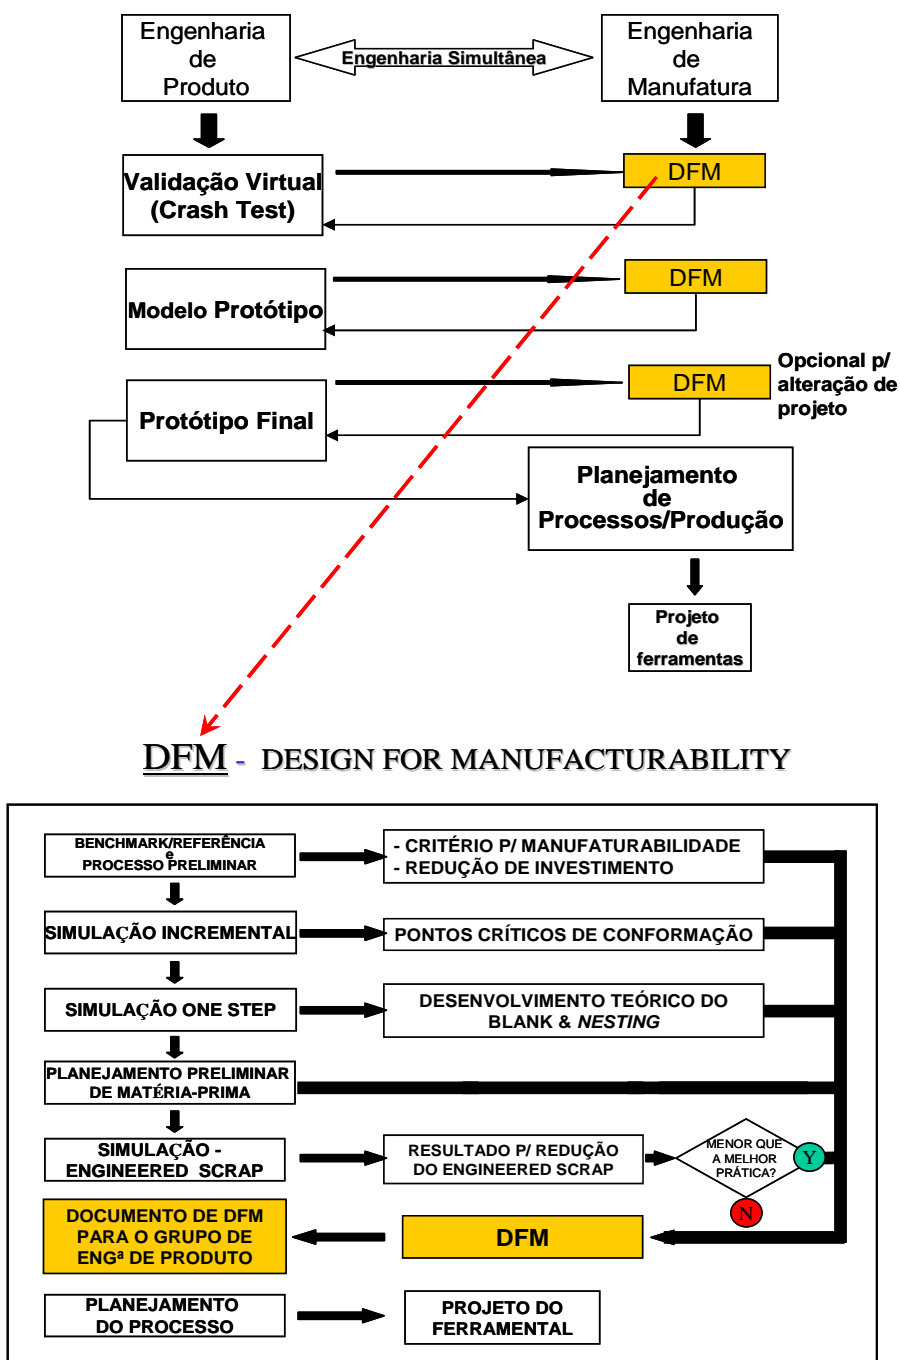 Engenharia
de
Produto
Engenharia Simultânea
Engenharia
de
Manufatura
Validação Virtual
(Crash Test)
DFM
Modelo Protótipo
DFM
Protótipo Final
DFM
Opcional p/
alteração de
projeto
Planejamento
de
Processos/Produção
Projeto
de
ferramentas
DFM - DESIGN FOR MANUFACTURABILITY
BENCHMARK/REFERÊNCIA
e
PROCESSO PRELIMINAR
- CRITÉRIO P/ MANUFATURABILIDADE
- REDUÇÃO DE INVESTIMENTO
SIMULAÇÃO INCREMENTAL
PONTOS CRÍTICOS DE CONFORMAÇÃO
SIMULAÇÃO ONE STEP
DESENVOLVIMENTO TEÓRICO DO
BLANK & NESTING
PLANEJAMENTO PRELIMINAR
DE MATÉRIA-PRIMA
SIMULAÇÃO -
ENGINEERED SCRAP
RESULTADO P/ REDUÇÃO
DO ENGINEERED SCRAP
MENOR QUE
A MELHOR
PRÁTICA?
Y
N
DOCUMENTO DE DFM
PARA O GRUPO DE
ENGª DE PRODUTO
DFM
PLANEJAMENTO
DO PROCESSO
PROJETO DO
FERRAMENTAL